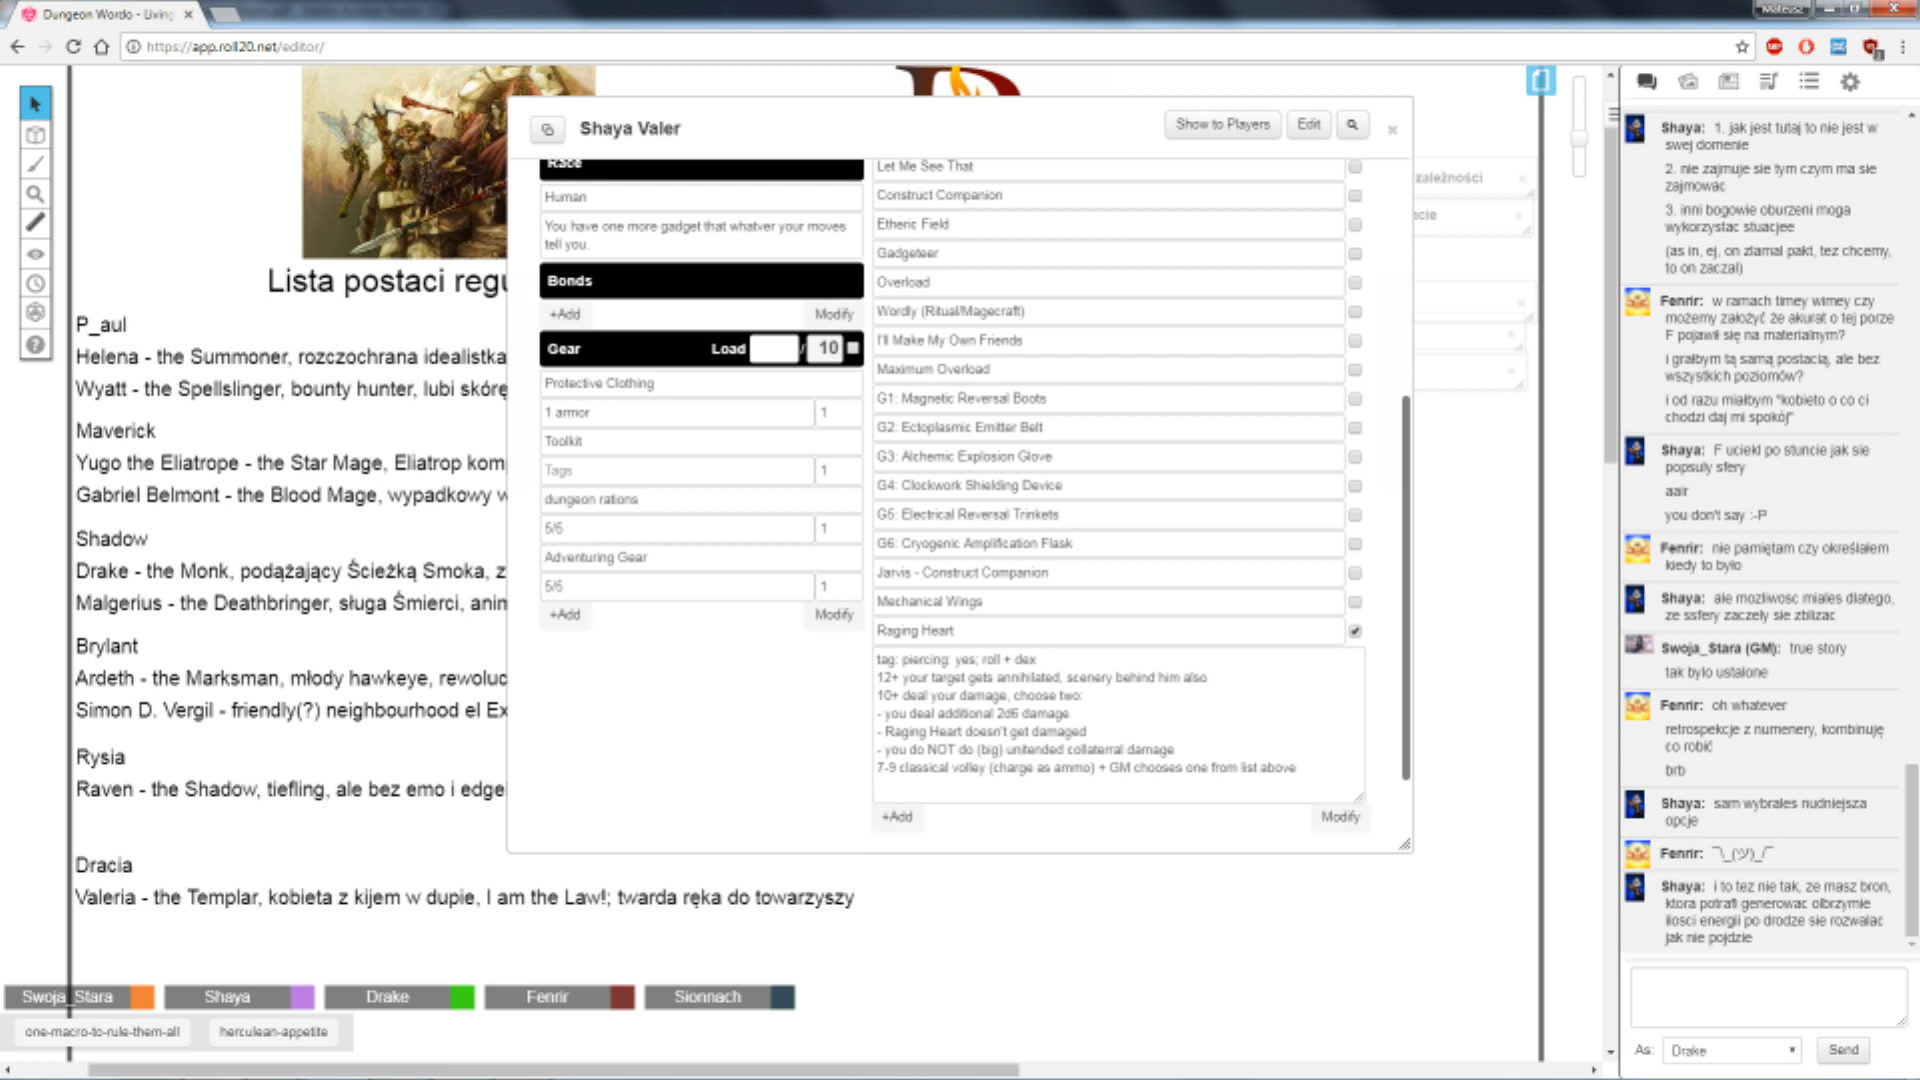 Dungeon Wordo - Living
Mateusz
https://app.roll20.net/editor/
Lista postaci regu
P_aul
Helena - the Summoner, rozczochrana idealistka
Wyatt - the Spellslinger, bounty hunter, lubi skórę
Maverick
Yugo the Eliatrope - the Star Mage, Eliatrop kom
Gabriel Belmont - the Blood Mage, wypadkowy w
Shadow
Drake - the Monk, podążający Ścieżką Smoka, z
Malgerius - the Deathbringer, sługa Śmierci, anin
Brylant
Ardeth - the Marksman, młody hawkeye, rewoluc
Simon D. Vergil - friendly(?) neighbourhood el Ex
Rysia
Raven - the Shadow, tiefling, ale bez emo i edge
Dracia
Valeria - the Templar, kobieta z kijem w dupie, I am the Law!; twarda ręka do towarzyszy
Shaya Valer
Show to Players
Edit
Race
Human
You have one more gadget that whatver your moves
tell you.
Bonds
+Add
Modify
Gear
Load
/ 10
Protective Clothing
1 armor
1
Toolkit
Tags
1
dungeon rations
5/5
1
Adventuring Gear
5/5
1
+Add
Modify
Let Me See That
Construct Companion
Etheric Field
Gadgeteer
Overload
Wordly (Ritual/Magecraft)
I'll Make My Own Friends
Maximum Overload
G1: Magnetic Reversal Boots
G2: Ectoplasmic Emitter Belt
G3: Alchemic Explosion Glove
G4: Clockwork Shielding Device
G5: Electrical Reversal Trinkets
G6: Cryogenic Amplification Flask
Jarvis - Construct Companion
Mechanical Wings
Raging Heart
tag: piercing: yes; roll + dex
12+ your target gets annihilated, scenery behind him also
10+ deal your damage, choose two:
- you deal additional 2d6 damage
- Raging Heart doesn't get damaged
- you do NOT do (big) unitended collaterral damage
7-9 classical volley (charge as ammo) + GM chooses one from list above
+Add
Modify
zależności
cie
Shaya: 1. jak jest tutaj to nie jest w
swej domenie
2. nie zajmuje sie tym czym ma sie
zajmowac
3. inni bogowie oburzeni moga
wykorzystac stuacjee
(as in, ej, on zlamal pakt, tez chcemy,
to on zaczal)
Fenrir: w ramach timey wimey czy
możemy założyć że akurat o tej porze
F pojawił się na materialnym?
i grałbym tą samą postacią, ale bez
wszystkich poziomów?
i od razu miałbym "kobieto o co ci
chodzi daj mi spokój"
Shaya: F uciekl po stuncie jak sie
popsuly sfery
aair
you don't say :-P
Fenrir: nie pamiętam czy określałem
kiedy to było
Shaya: ale mozliwosc miales dlatego,
ze ssfery zaczely sie zblizac
Swoja_Stara (GM): true story
tak bylo ustalone
Fenrir: oh whatever
retrospekcje z numenery, kombinuję
co robić
brb
Shaya: sam wybrales nudniejsza
opcje
Fenrir: ¯\_(ツ)_/¯
Shaya: i to tez nie tak, ze masz bron,
ktora potrafi generowac olbrzymie
ilosci energii po drodze sie rozwalac
jak nie pojdzie
As:
Drake
Send
Swoja_Stara
Shaya
Drake
Fenrir
Sionnach
one-macro-to-rule-them-all
herculean-appetite